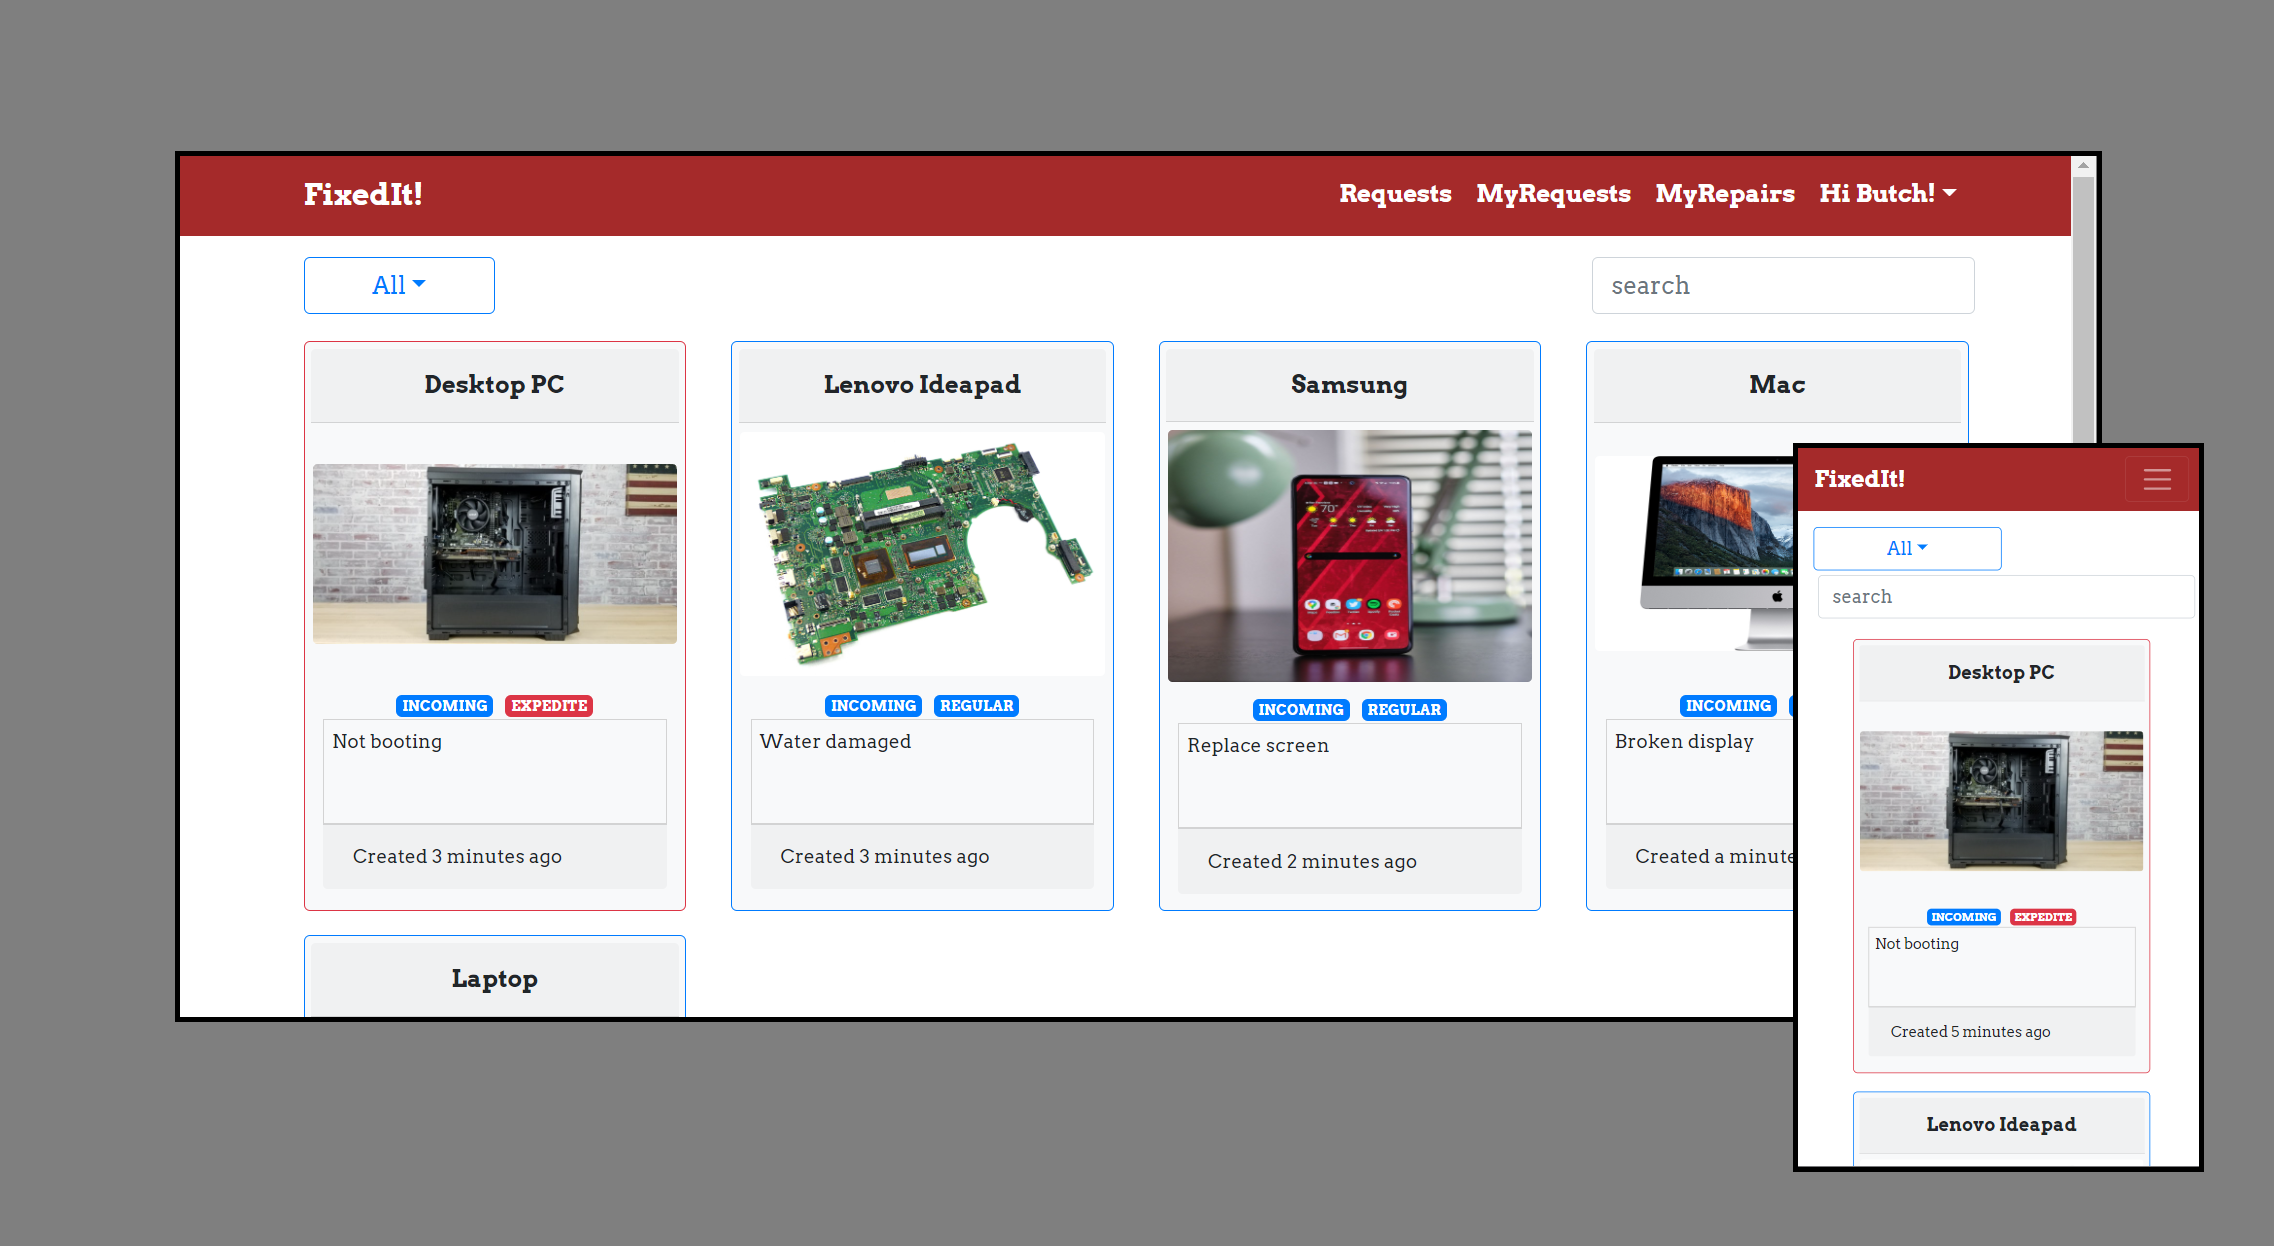 FixedIt!
Requests MyRequests MyRepairs Hi Butch!
All
search
Desktop PC
INCOMING EXPEDITE
Not booting
Created 3 minutes ago
Lenovo Ideapad
INCOMING REGULAR
Water damaged
Created 3 minutes ago
Samsung
70°
INCOMING REGULAR
Replace screen
Created 2 minutes ago
Mac
INCOMING
Broken display
Created a minute
Laptop
FixedIt!
All
search
Desktop PC
INCOMING EXPEDITE
Not booting
Created 5 minutes ago
Lenovo Ideapad